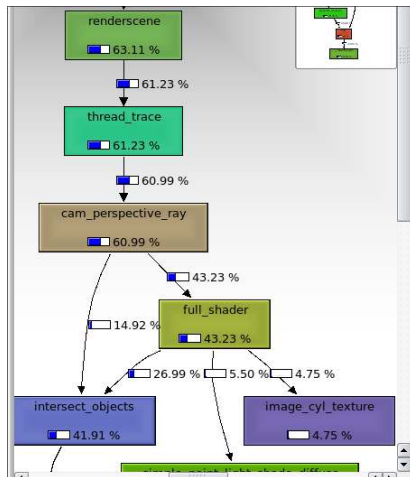 renderscene
63.11 %
61.23 %
thread_trace
61.23 %
60.99 %
cam_perspective_ray
60.99 %
43.23 %
full_shader
14.92 %
43.23 %
26.99 %
5.50 %
4.75 %
intersect_objects
image_cyl_texture
41.91 %
4.75 %